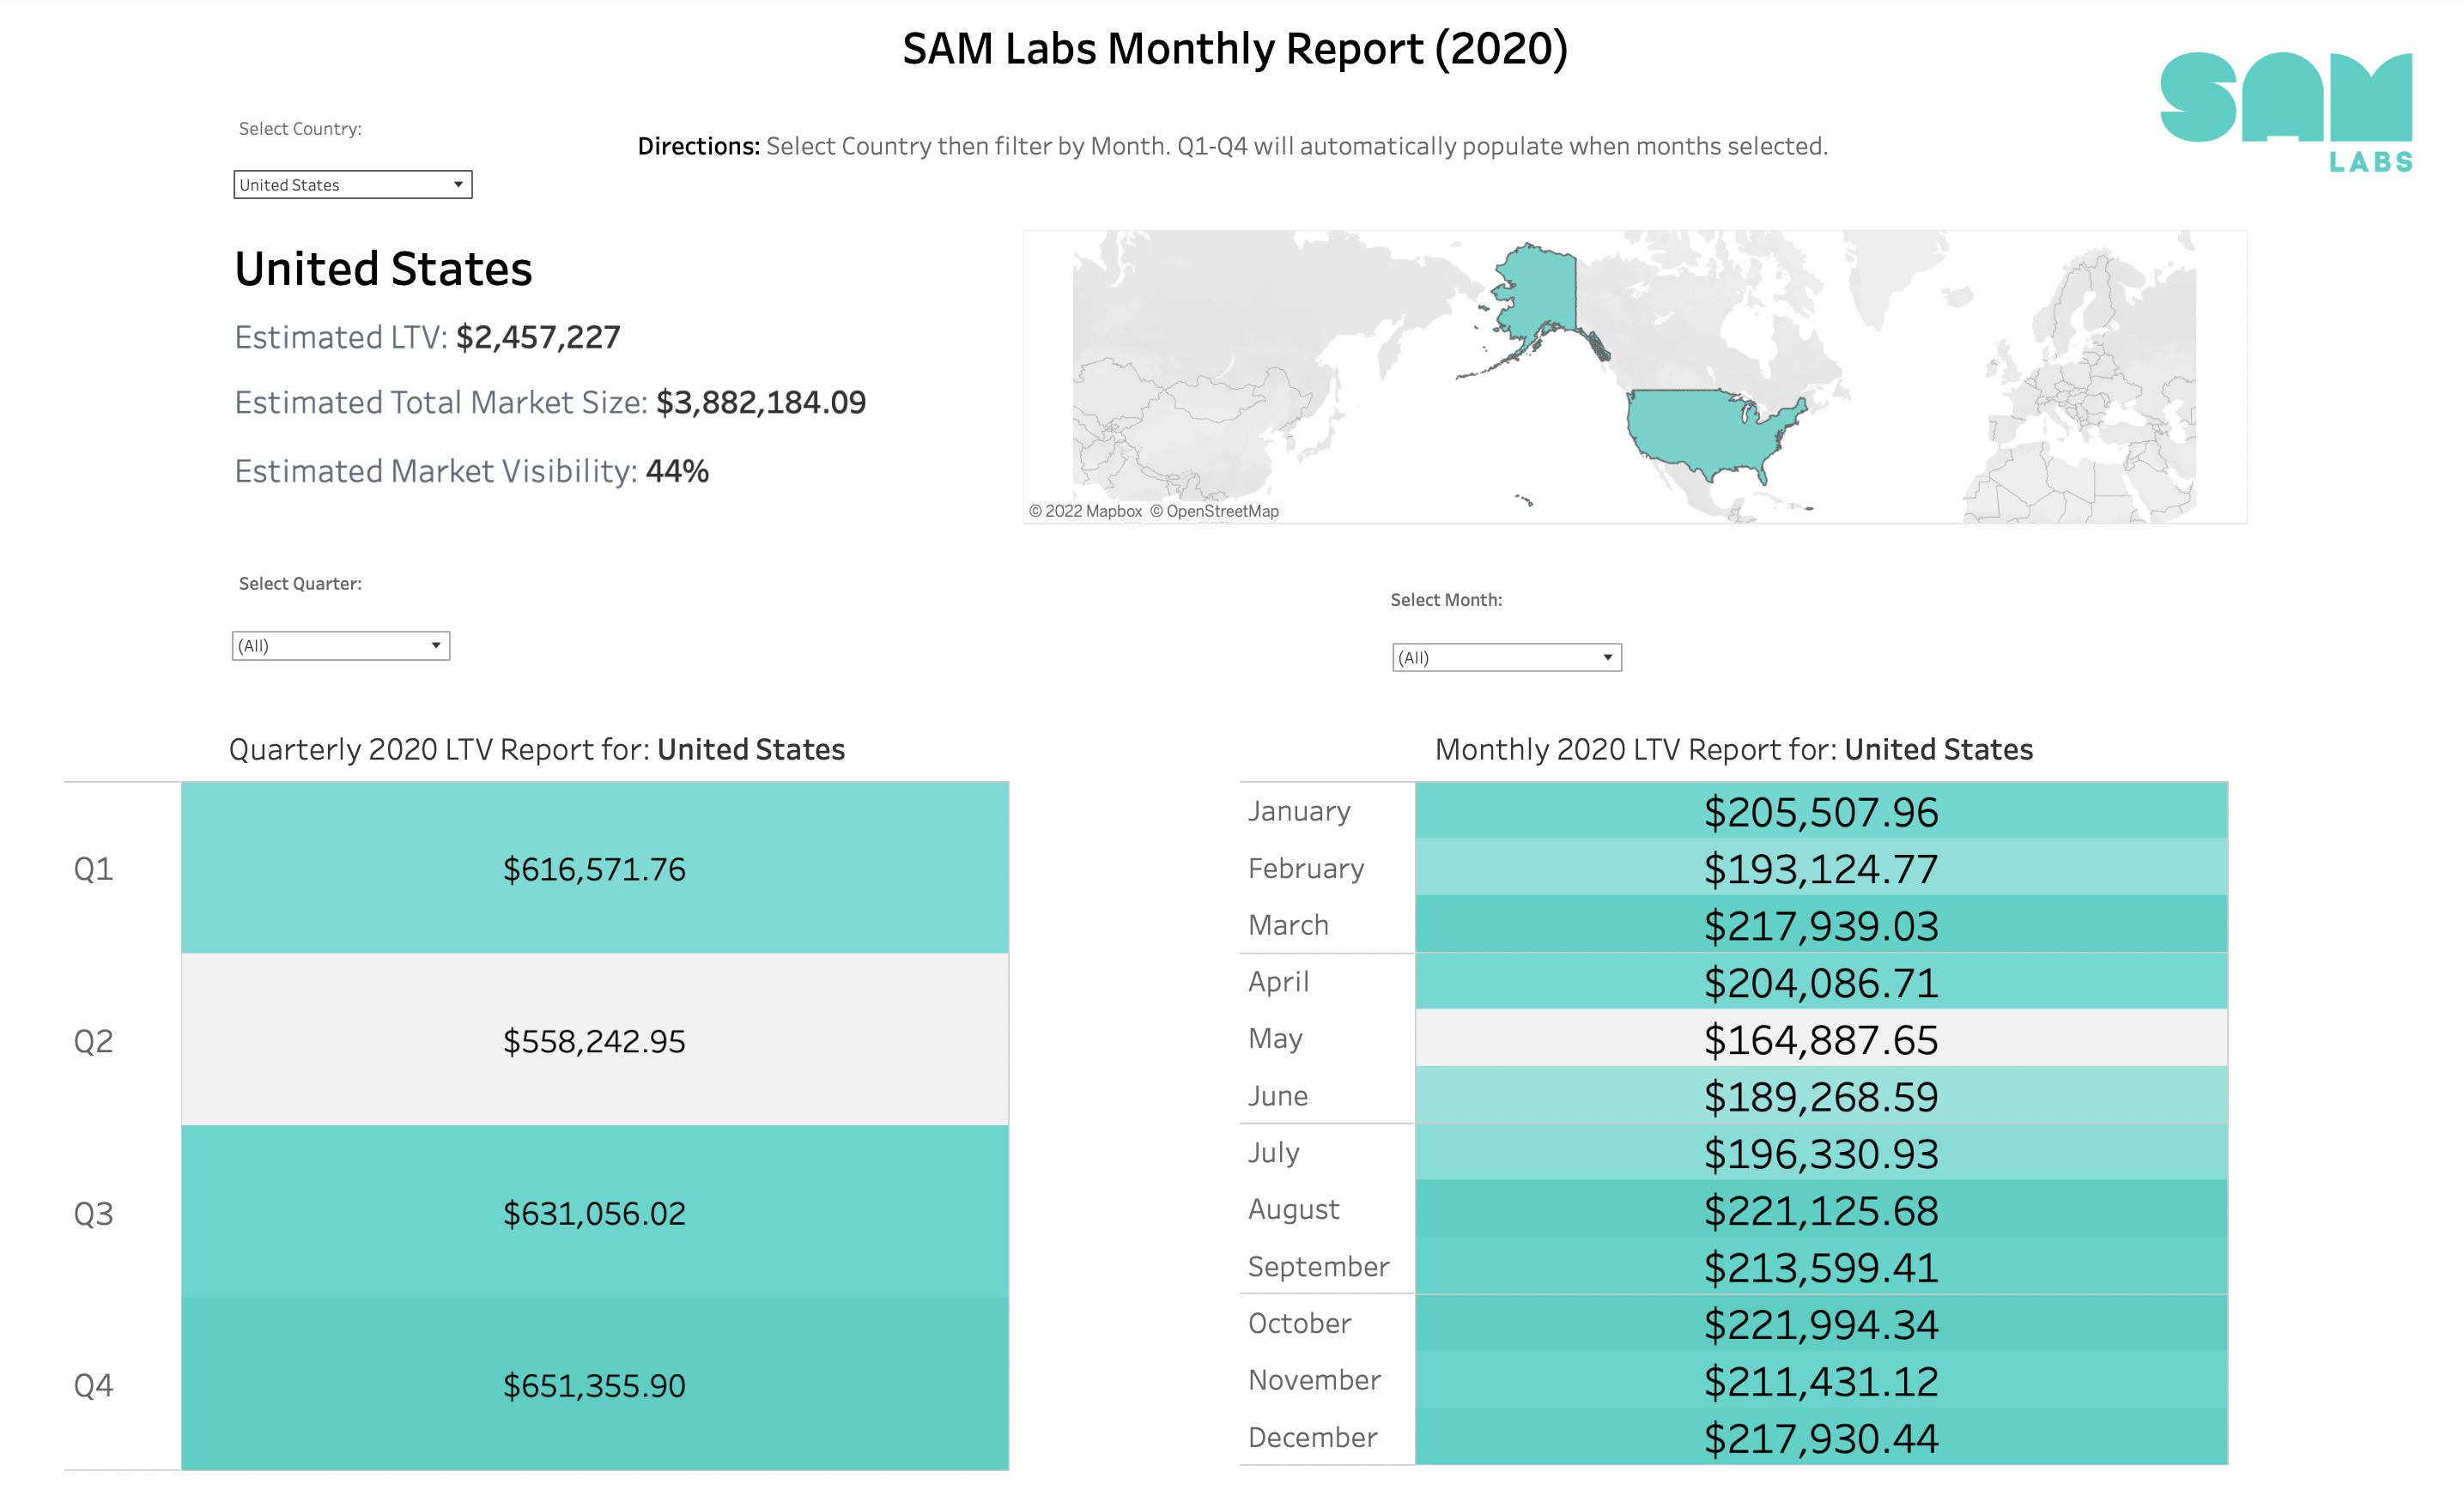 SAM Labs Monthly Report (2020)
SAM
LABS
Select Country:
Directions: Select Country then filter by Month. Q1-Q4 will automatically populate when months selected.
United States
United States
Estimated LTV: $2,457,227
Estimated Total Market Size: $3,882,184.09
Estimated Market Visibility: 44%
© 2022 Mapbox © OpenStreetMap
Select Quarter:
(All)
Select Month:
(All)
Quarterly 2020 LTV Report for: United States
Q1 $616,571.76
Q2 $558,242.95
Q3 $631,056.02
Q4 $651,355.90
Monthly 2020 LTV Report for: United States
January $205,507.96
February $193,124.77
March $217,939.03
April $204,086.71
May $164,887.65
June $189,268.59
July $196,330.93
August $221,125.68
September $213,599.41
October $221,994.34
November $211,431.12
December $217,930.44